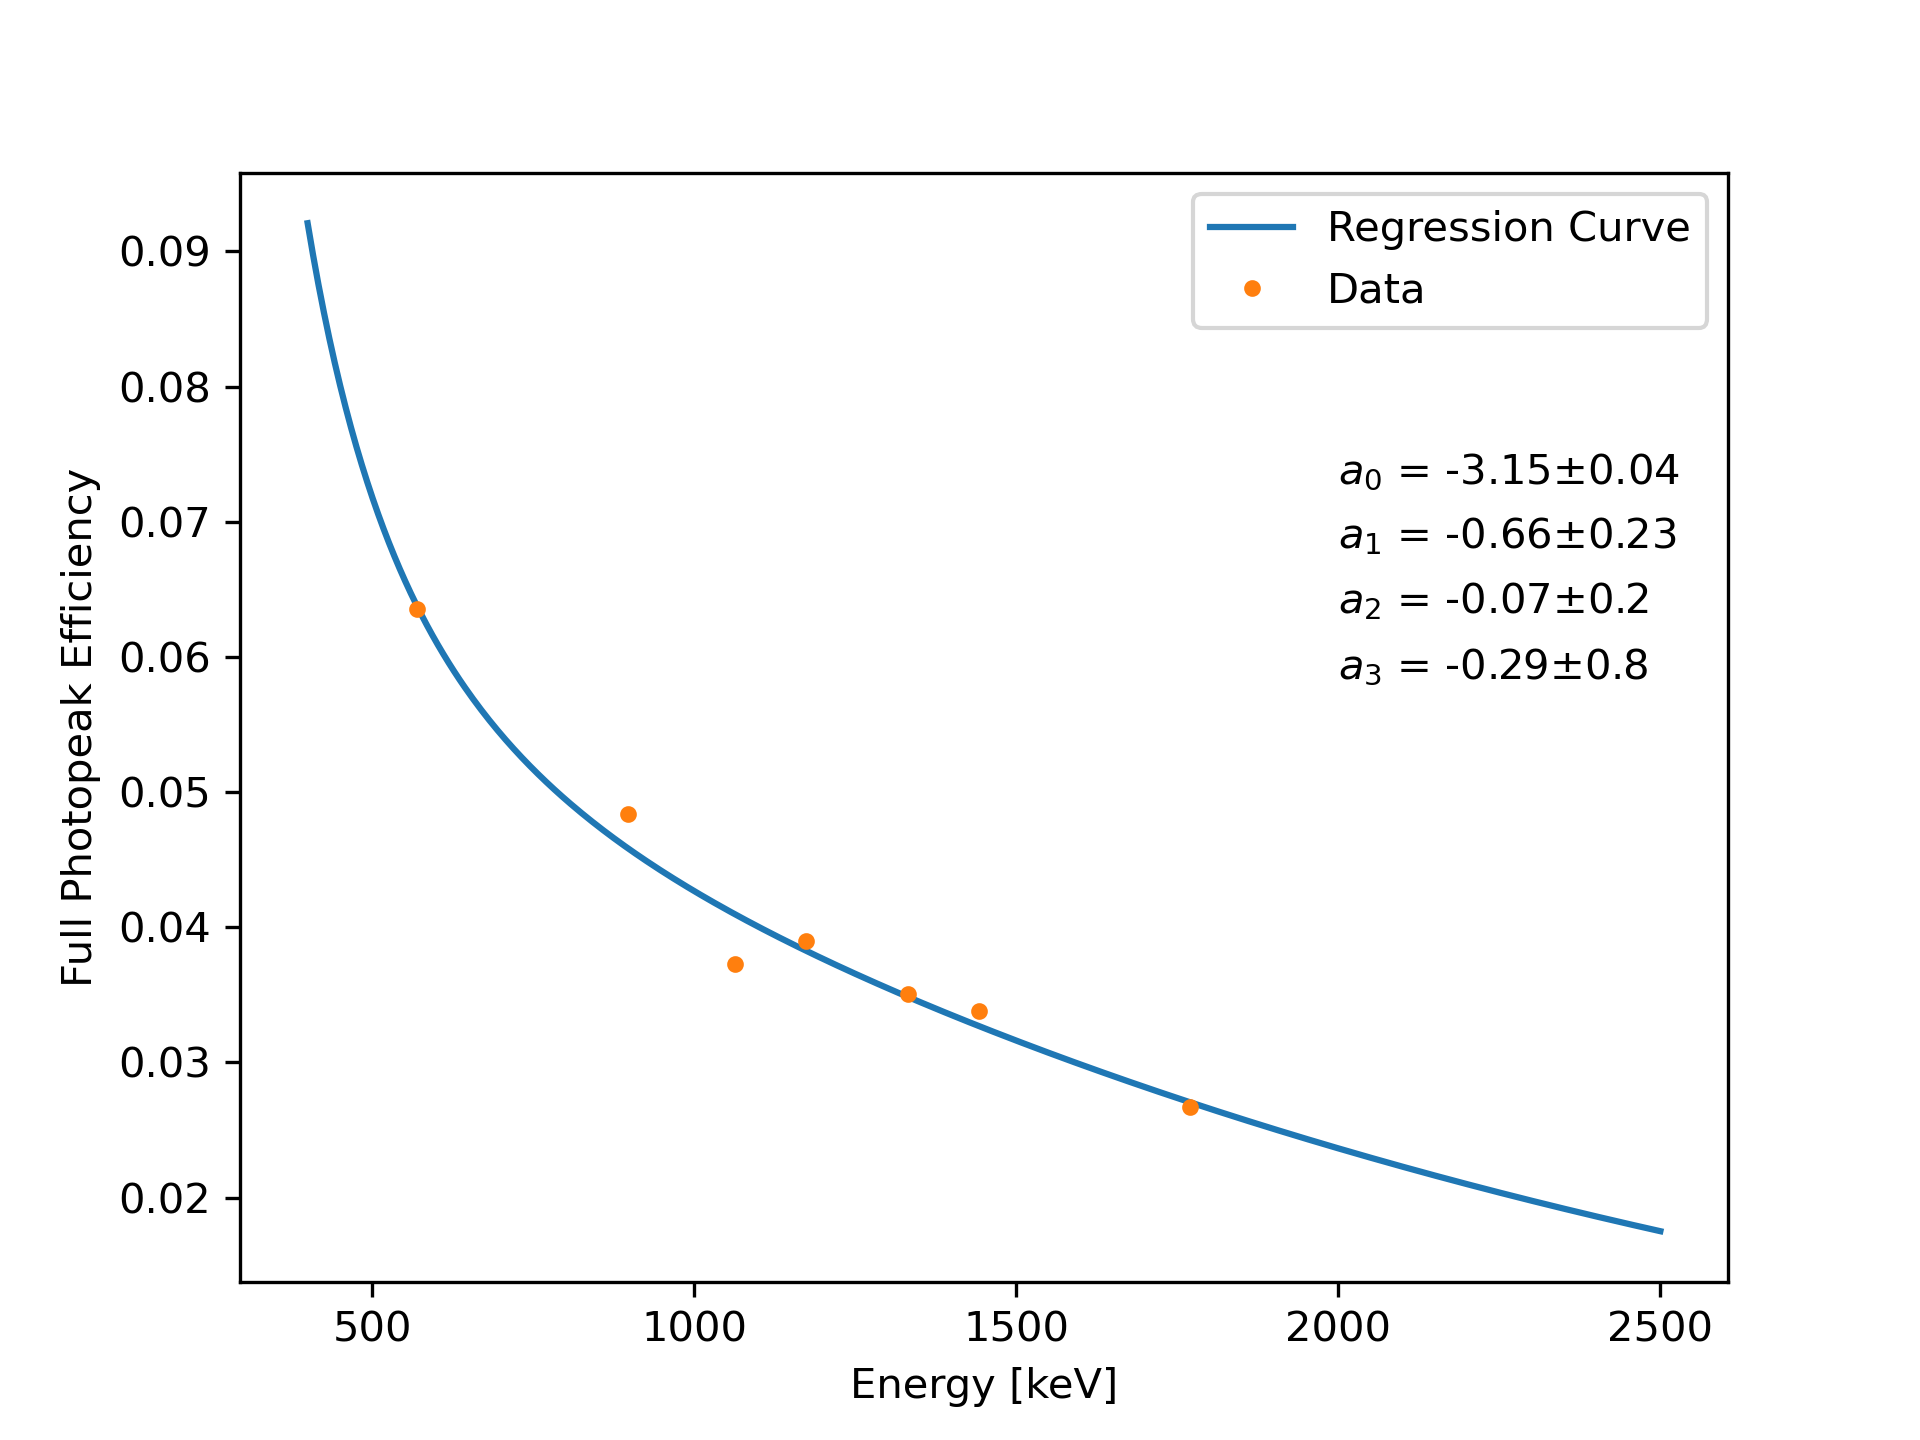 Regression Curve
Data
a0 = -3.15±0.04
a1 = -0.66±0.23
a2 = -0.07±0.2
a3 = -0.29±0.8
Full Photopeak Efficiency
0.09
0.08
0.07
0.06
0.05
0.04
0.03
0.02
500 1000 1500 2000 2500
Energy [keV]